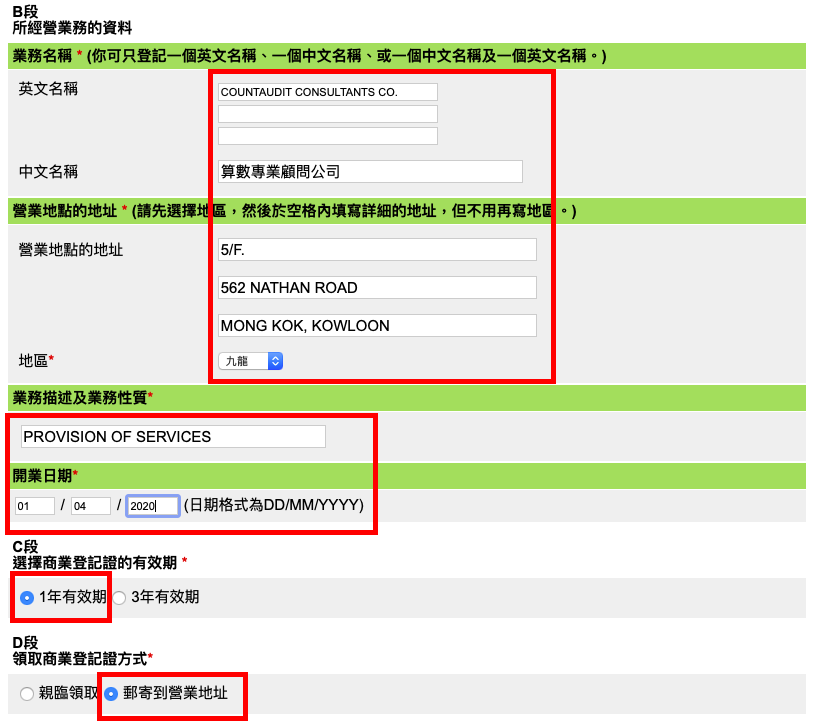 B段
所經營業務的資料
業務名稱 * (你可只登記一個英文名稱、一個中文名稱、或一個中文名稱及一個英文名稱。)
英文名稱
COUNTAUDIT CONSULTANTS CO.
中文名稱
算數專業顧問公司
營業地點的地址 * (請先選擇地區，然後於空格內填寫詳細的地址，但不用再寫地區。)
營業地點的地址
5/F.
562 NATHAN ROAD
MONG KOK, KOWLOON
地區*
九龍
業務描述及業務性質*
PROVISION OF SERVICES
開業日期*
01 / 04 / 2020 (日期格式為DD/MM/YYYY)
C段
選擇商業登記證的有效期 *
1年有效期 3年有效期
D段
領取商業登記證方式*
親臨領取 郵寄到營業地址